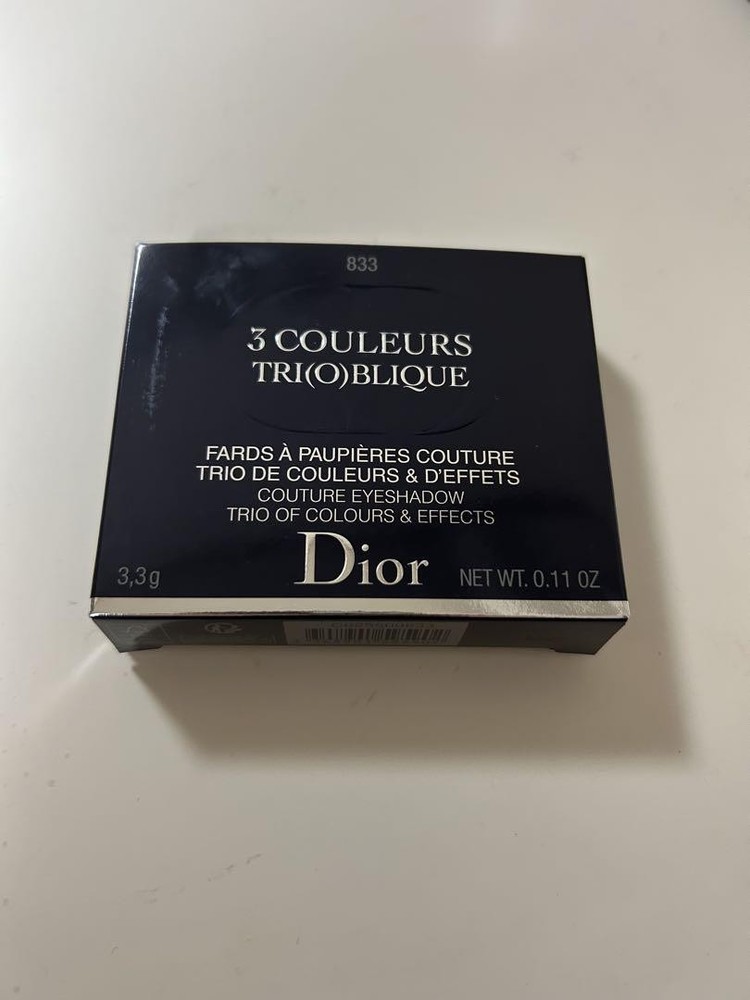 833
3 COULEURS
TRI(O)BLIQUE
FARDS À PAUPIÈRES COUTURE
TRIO DE COULEURS & D'EFFETS
COUTURE EYESHADOW
TRIO OF COLOURS & EFFECTS
Dior
3,3g
NET WT. 0.11 OZ